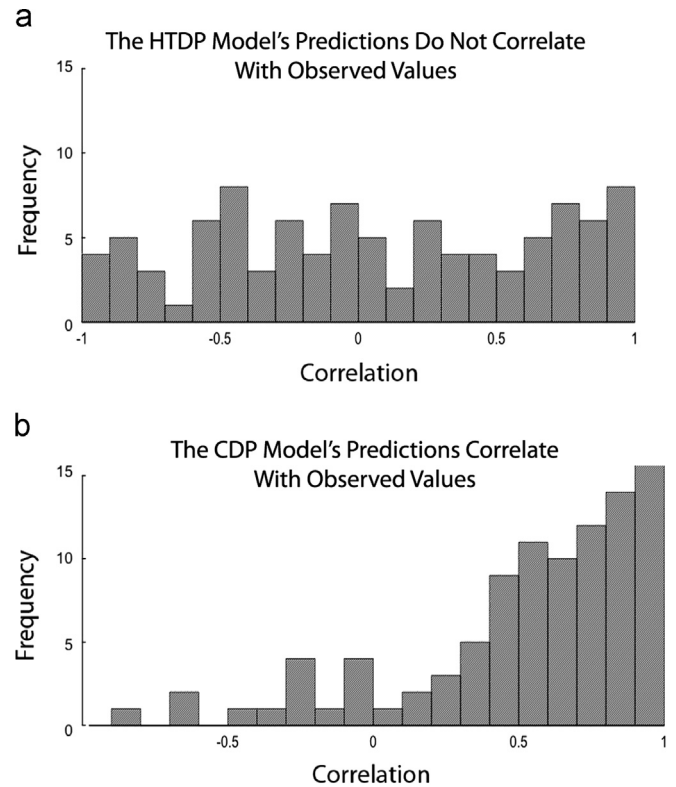 a
The HTDP Model's Predictions Do Not Correlate
With Observed Values
15
10
5
0
Frequency
-1 -0.5 0 0.5 1
Correlation
b
The CDP Model's Predictions Correlate
With Observed Values
15
10
5
0
Frequency
-0.5 0 0.5 1
Correlation